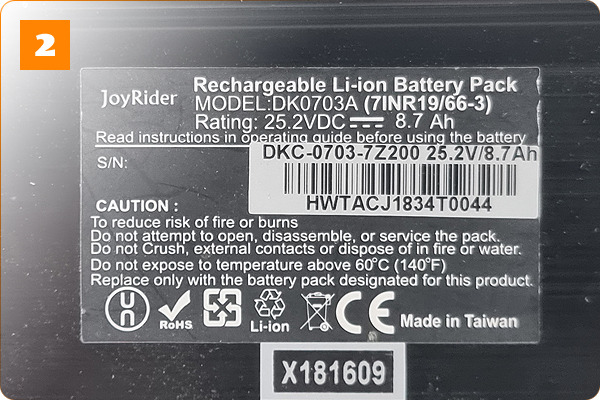 2
JoyRider
Rechargeable Li-ion Battery Pack
MODEL:DK0703A (7INR19/66-3)
Rating: 25.2VDC 8.7 Ah
Read instructions in operating guide before using the battery
S/N:
DKC-0703-7Z200 25.2V/8.7Ah
HWTACJ1834T0044
CAUTION :
To reduce risk of fire or burns
Do not attempt to open, disassemble, or service the pack.
Do not Crush, external contacts or dispose of in fire or water.
Do not expose to temperature above 60°C (140°F)
Replace only with the battery pack designated for this product.
RoHS
Li-ion
CE
Made in Taiwan
X181609